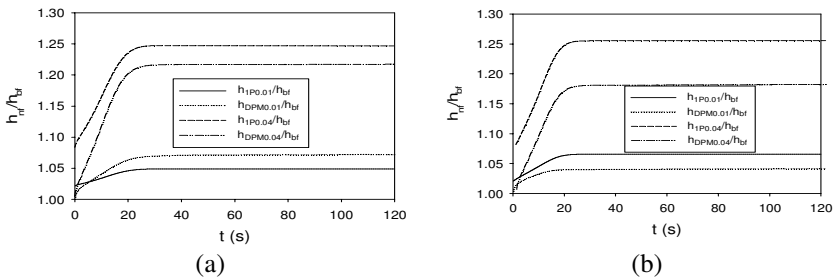 1.30
1.25
1.20
1.15
1.10
1.05
1.00
h_nf/h_bf
h_1P0.01/h_bf
h_DPM0.01/h_bf
h_1P0.04/h_bf
h_DPM0.04/h_bf
0 20 40 60 80 100 120
t (s)
(a)
1.30
1.25
1.20
1.15
1.10
1.05
1.00
h_nf/h_bf
h_1P0.01/h_bf
h_DPM0.01/h_bf
h_1P0.04/h_bf
h_DPM0.04/h_bf
0 20 40 60 80 100 120
t (s)
(b)